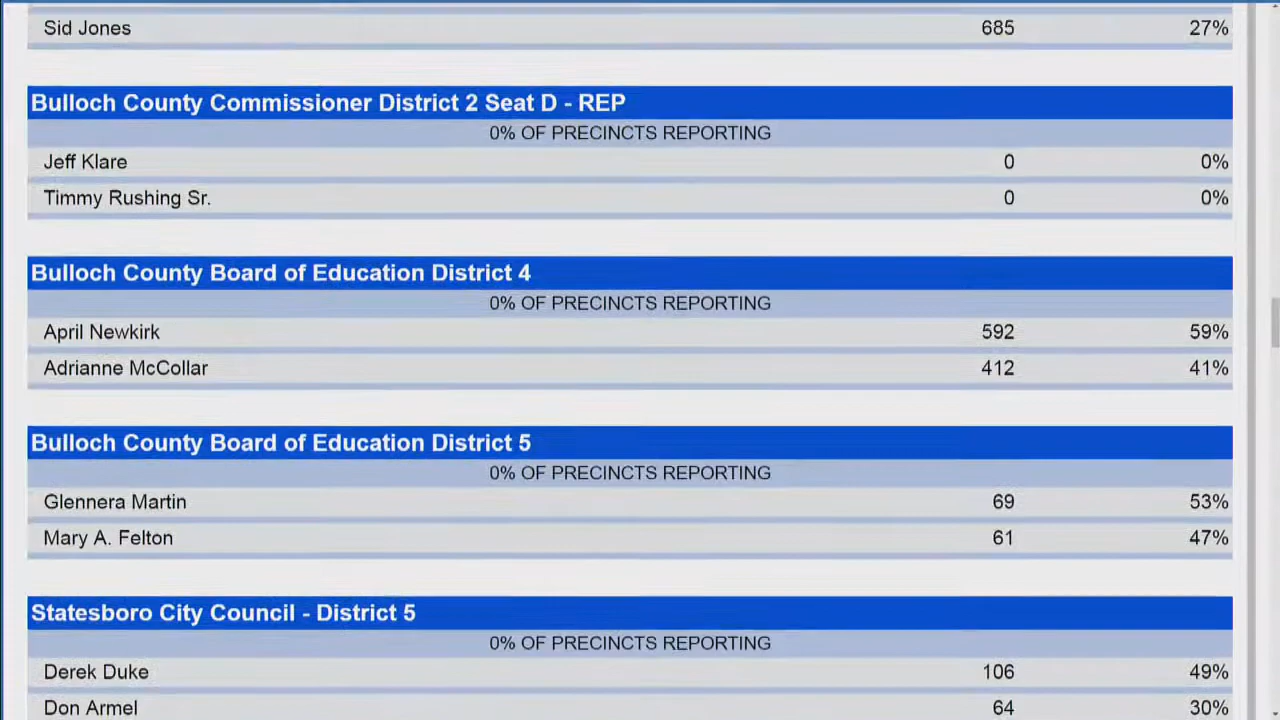 Sid Jones 685 27%
Bulloch County Commissioner District 2 Seat D - REP
0% OF PRECINCTS REPORTING
Jeff Klare 0 0%
Timmy Rushing Sr. 0 0%
Bulloch County Board of Education District 4
0% OF PRECINCTS REPORTING
April Newkirk 592 59%
Adrianne McCollar 412 41%
Bulloch County Board of Education District 5
0% OF PRECINCTS REPORTING
Glennera Martin 69 53%
Mary A. Felton 61 47%
Statesboro City Council - District 5
0% OF PRECINCTS REPORTING
Derek Duke 106 49%
Don Armel 64 30%